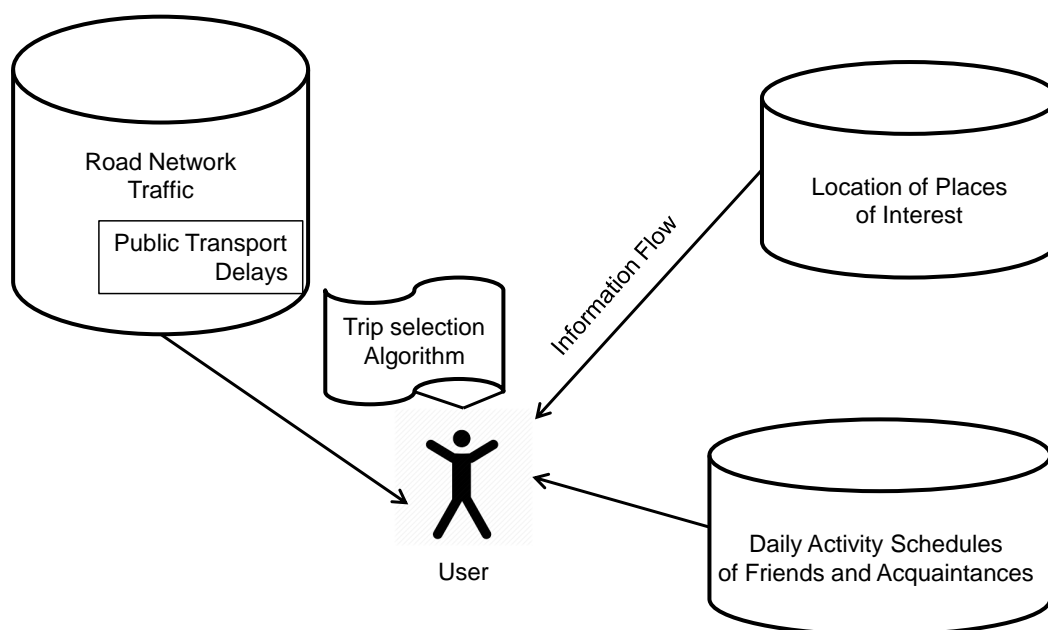 Road Network
Traffic
Public Transport
Delays
Trip selection
Algorithm
Information Flow
Location of Places
of Interest
User
Daily Activity Schedules
of Friends and Acquaintances